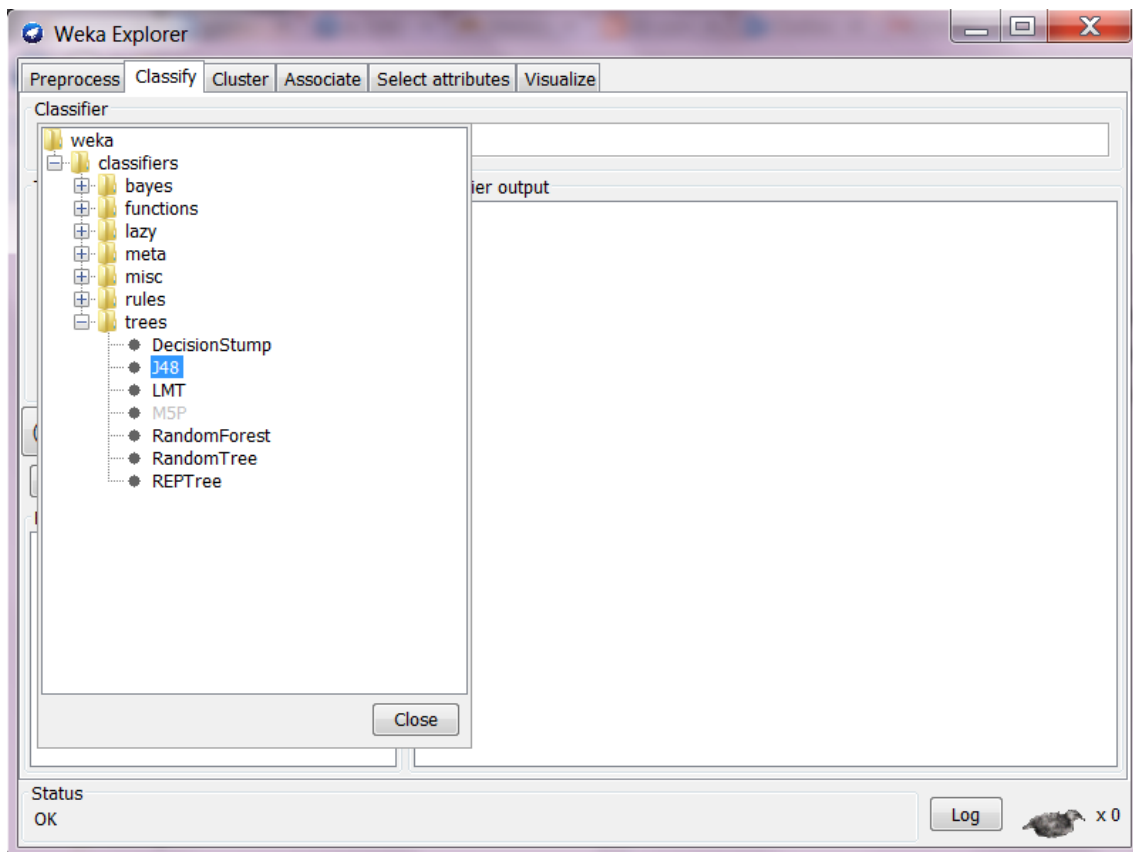 Weka Explorer
Preprocess Classify Cluster Associate Select attributes Visualize
Classifier
weka
classifiers
bayes
ier output
functions
lazy
meta
misc
rules
trees
DecisionStump
J48
LMT
M5P
RandomForest
RandomTree
REPTree
Close
Status
OK
Log
x 0